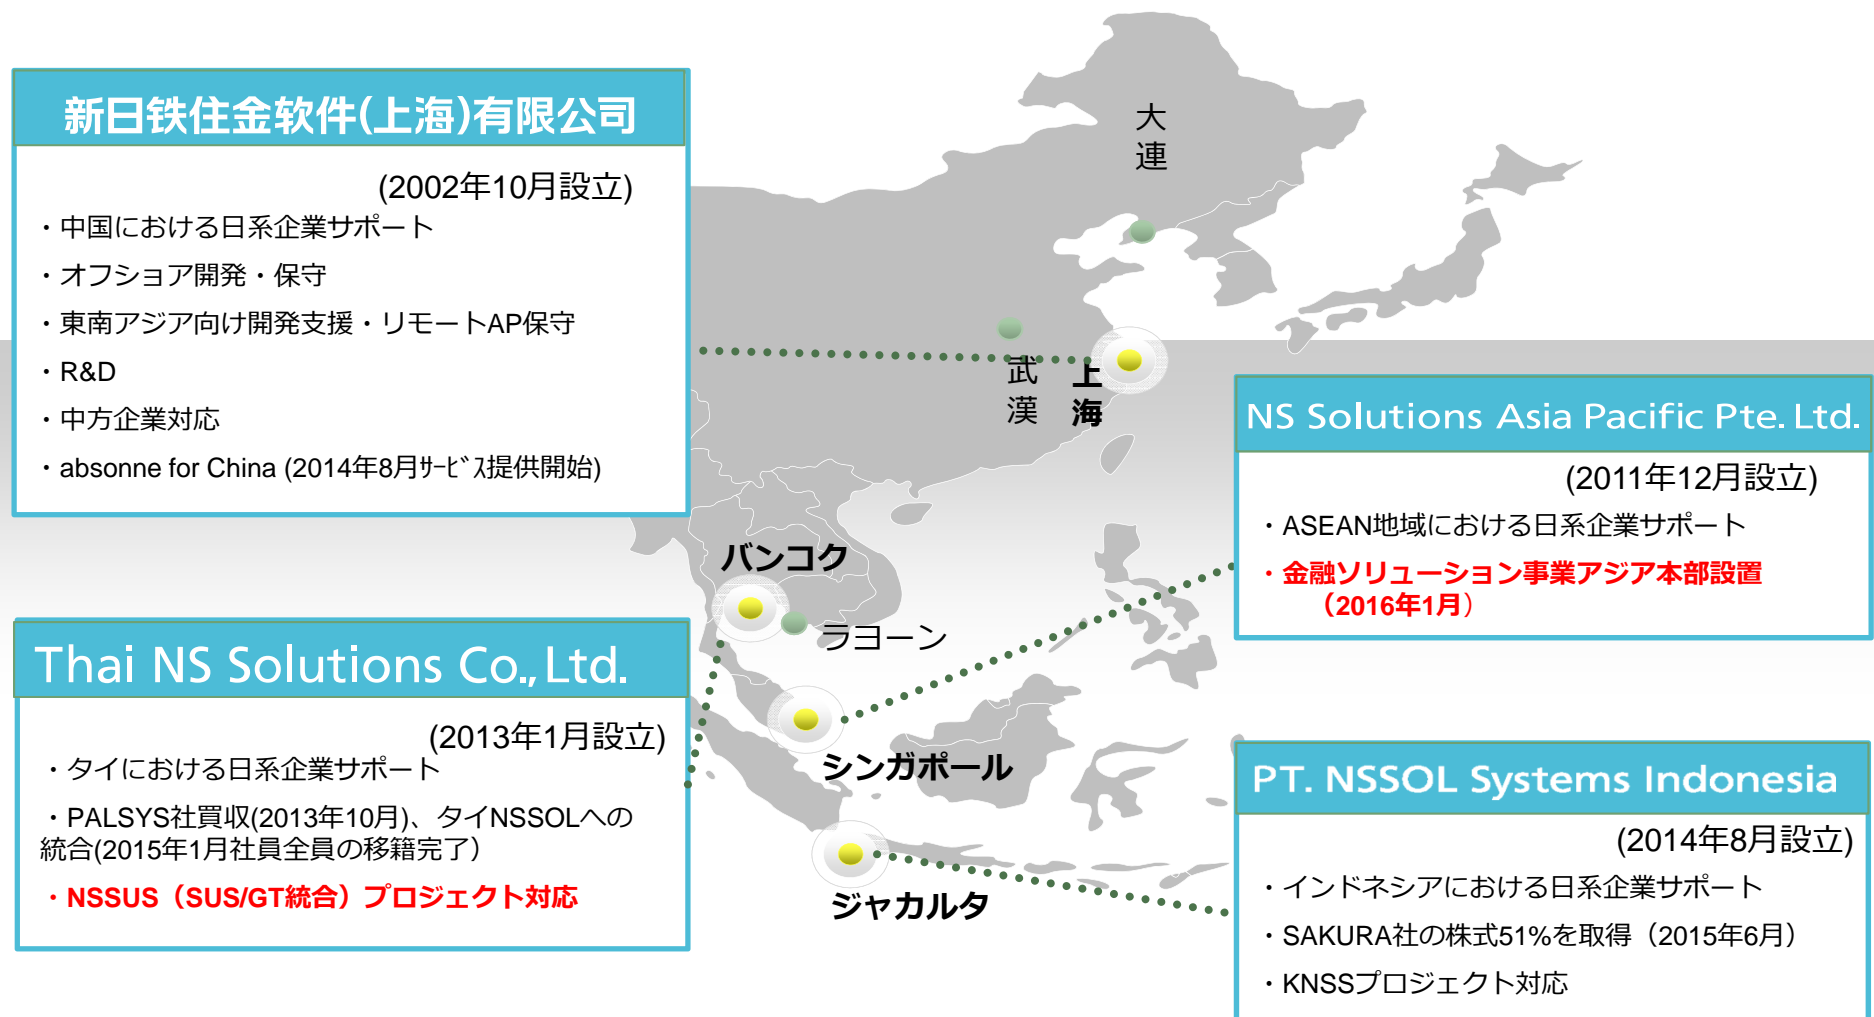 新日铁住金软件(上海)有限公司
(2002年10月設立)
・中国における日系企業サポート
・オフショア開発・保守
・東南アジア向け開発支援・リモートAP保守
・R&D
・中方企業対応
・absonne for China (2014年8月ｻｰﾋﾞｽ提供開始)
大連
武漢
上海
NS Solutions Asia Pacific Pte. Ltd.
(2011年12月設立)
・ASEAN地域における日系企業サポート
・金融ソリューション事業アジア本部設置
（2016年1月）
バンコク
ラヨーン
シンガポール
ジャカルタ
Thai NS Solutions Co., Ltd.
(2013年1月設立)
・タイにおける日系企業サポート
・PALSYS社買収(2013年10月)、タイNSSOLへの
統合(2015年1月社員全員の移籍完了）
・NSSUS（SUS/GT統合）プロジェクト対応
PT. NSSOL Systems Indonesia
(2014年8月設立)
・インドネシアにおける日系企業サポート
・SAKURA社の株式51%を取得（2015年6月）
・KNSSプロジェクト対応